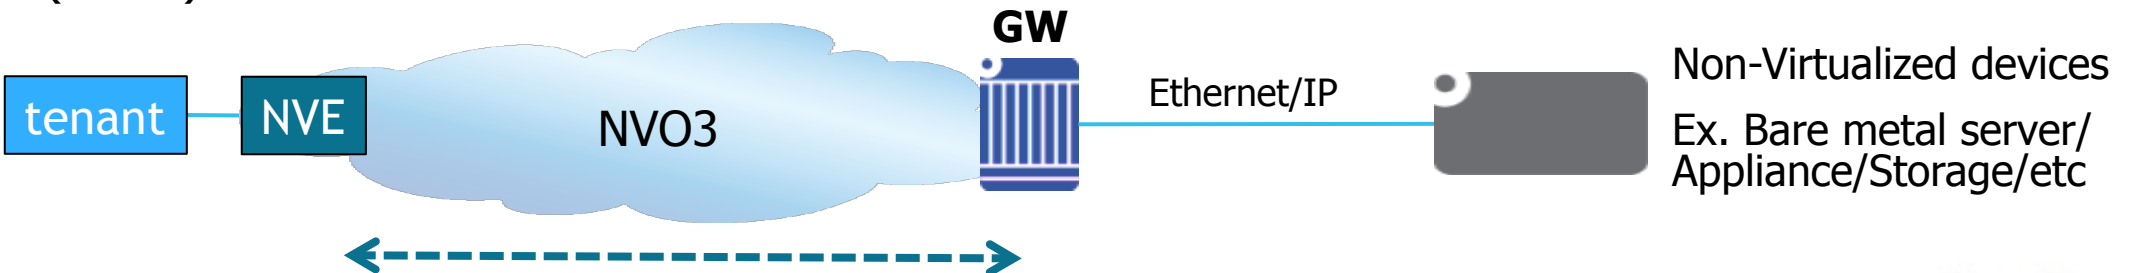 GW
tenant
NVE
NVO3
Ethernet/IP
Non-Virtualized devices
Ex. Bare metal server/
Appliance/Storage/etc